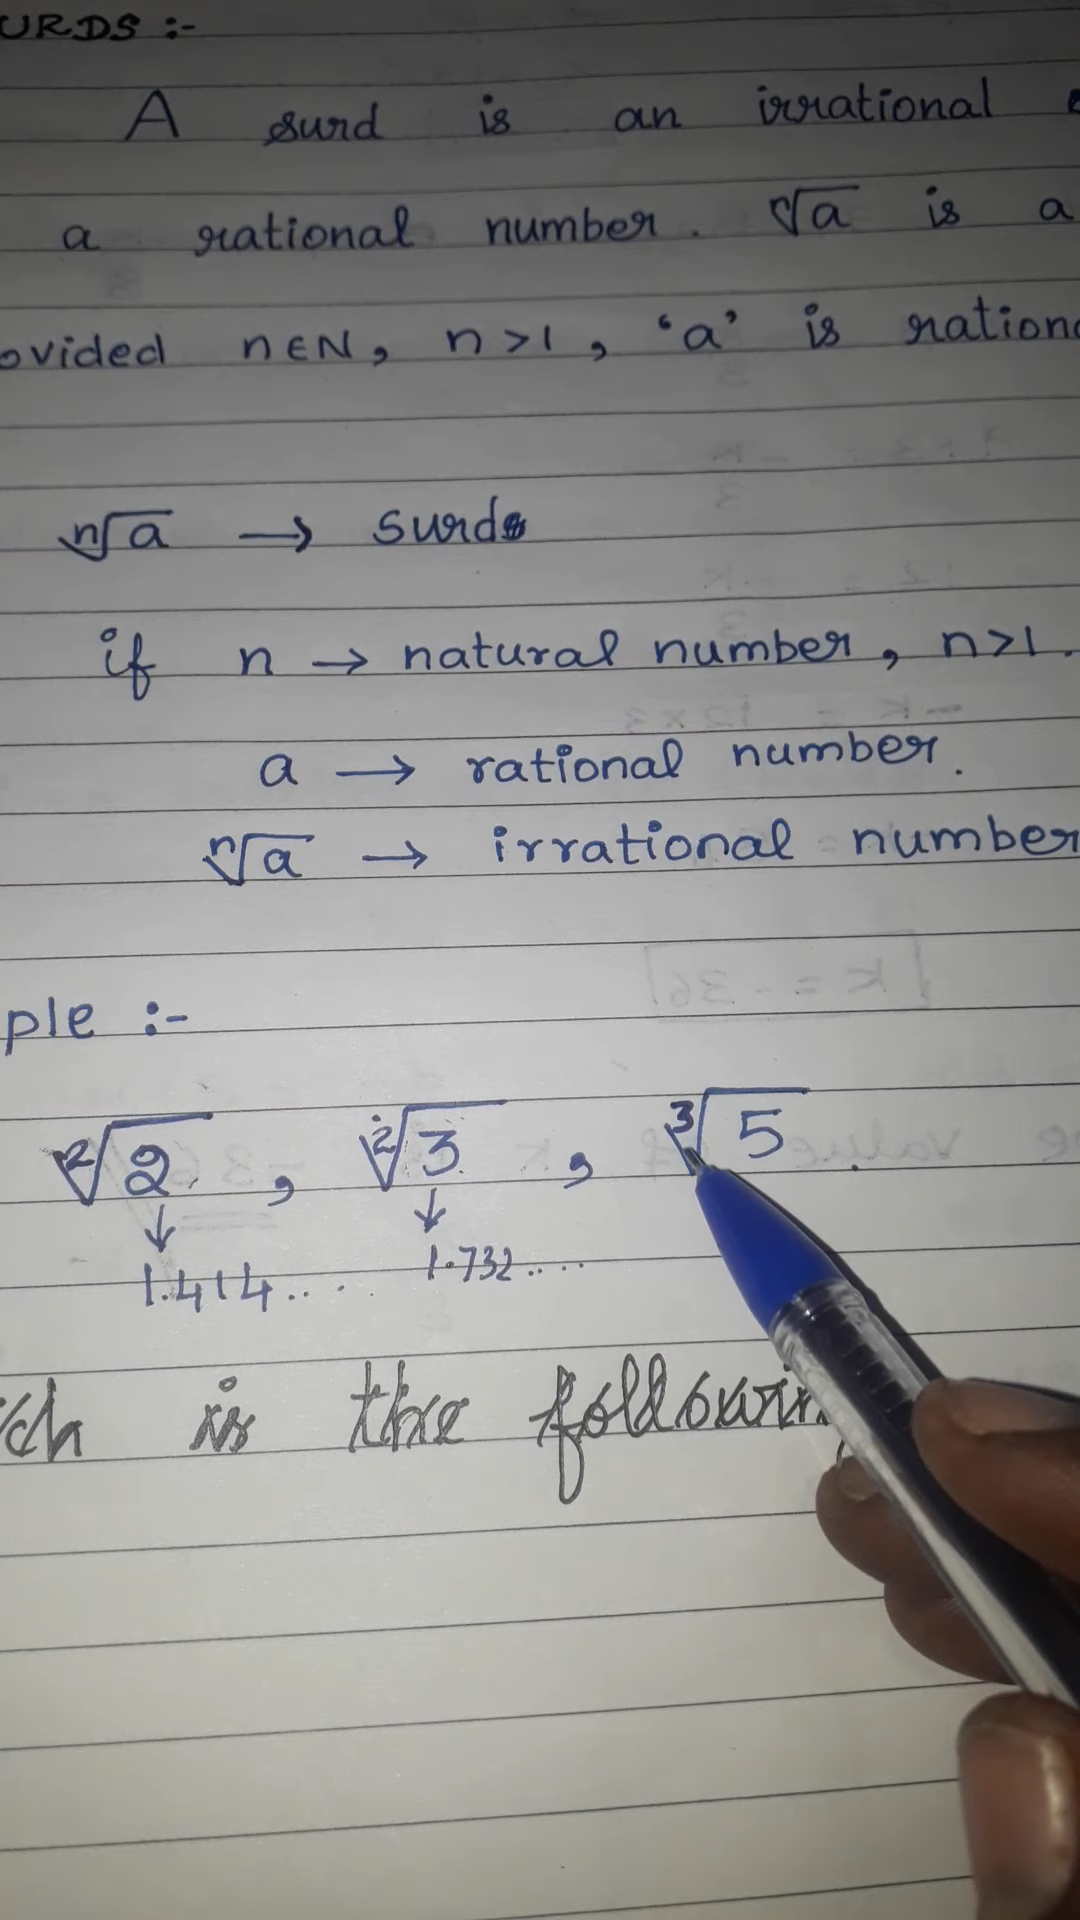 URDS :-
A surd is an irrational
a rational number. ⁿ√a is a
ovided n∈N, n>1, 'a' is rationa
ⁿ√a → surds
if n → natural number, n>1.
a → rational number.
ⁿ√a → irrational number
ple :-
²√2, ²√3, ³√5
↓ ↓
1.414.... 1.732....
ch is the following